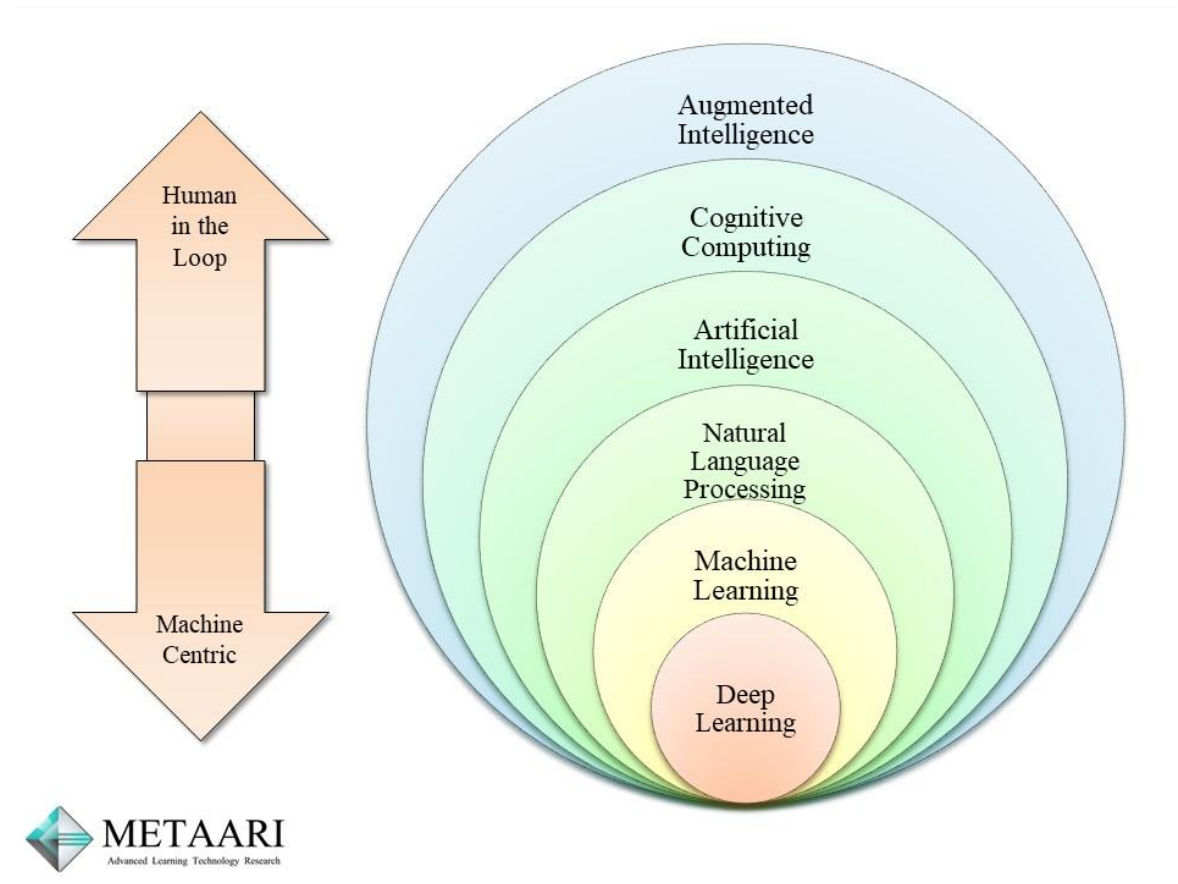 Human
in the
Loop
Machine
Centric
Augmented
Intelligence
Cognitive
Computing
Artificial
Intelligence
Natural
Language
Processing
Machine
Learning
Deep
Learning
METAARI
Advanced Learning Technology Research